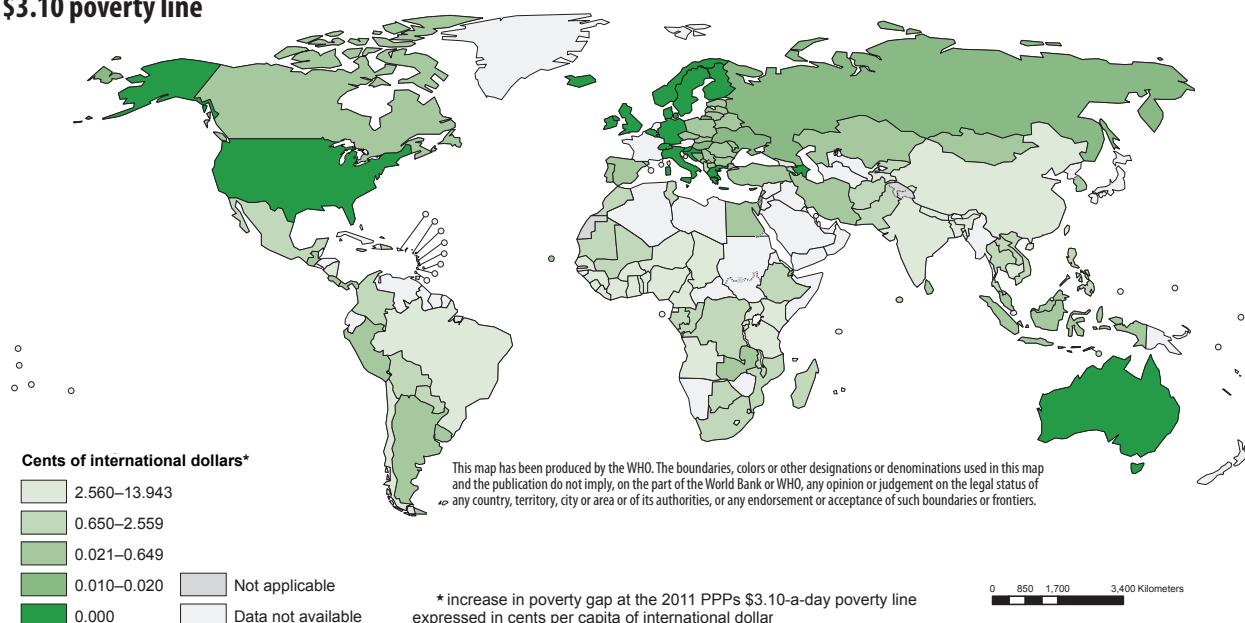 $3.10 poverty line
This map has been produced by the WHO. The boundaries, colors or other designations or denominations used in this map
and the publication do not imply, on the part of the World Bank or WHO, any opinion or judgement on the legal status of
any country, territory, city or area or of its authorities, or any endorsement or acceptance of such boundaries or frontiers.
Cents of international dollars*
2.560–13.943
0.650–2.559
0.021–0.649
0.010–0.020
0.000
Not applicable
Data not available
* increase in poverty gap at the 2011 PPPs $3.10-a-day poverty line
expressed in cents per capita of international dollar
0 850 1,700 3,400 Kilometers